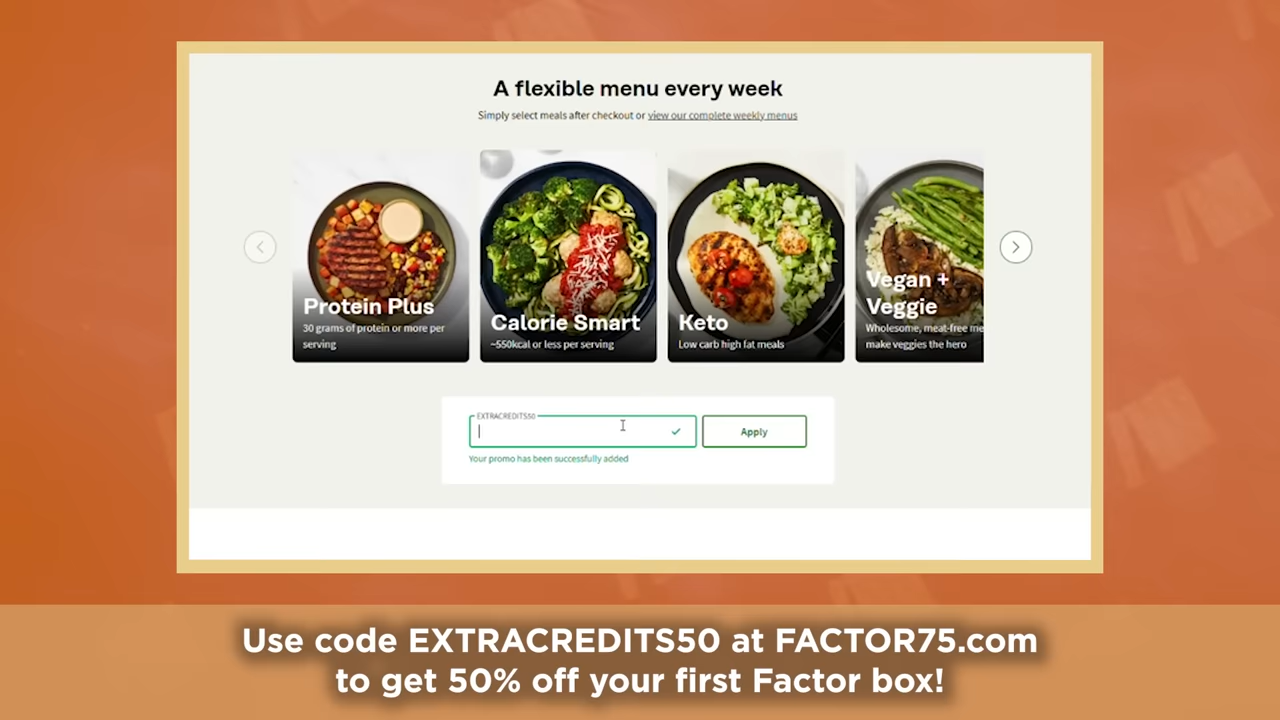 A flexible menu every week
Simply select meals after checkout or view our complete weekly menus
Protein Plus
30 grams of protein or more per
serving
Calorie Smart
~550kcal or less per serving
Keto
Low carb high fat meals
Vegan +
Veggie
Wholesome, meat-free me
make veggies the hero
EXTRACREDITS50
Apply
Your promo has been successfully added
Use code EXTRACREDITS50 at FACTOR75.com
to get 50% off your first Factor box!